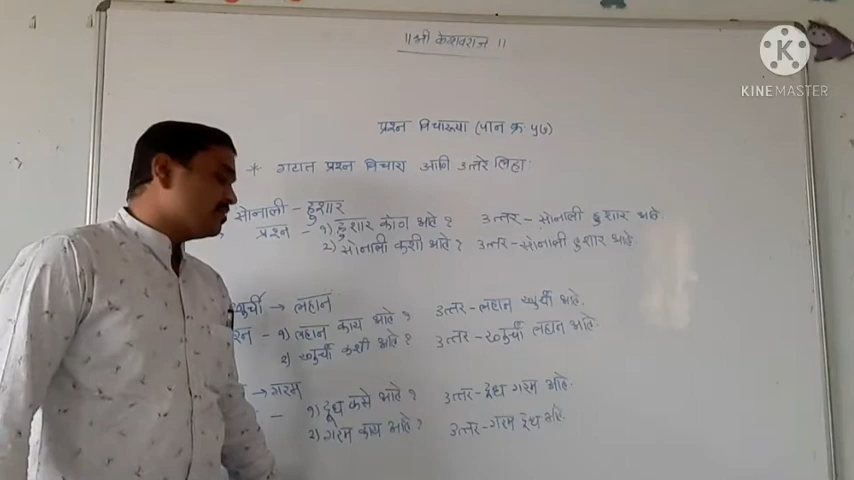 ॥श्री केशवराज॥
KINEMASTER
प्रश्न विचारूया (पान क्र. ५७)
* गटात प्रश्न विचारा आनि उत्तरे लिहा.
सोनाली - हुशार
प्रश्न - १) हुशार कोण आहे ? उत्तर - सोनाली हुशार आहे.
२) सोनाली कशी आहे ? उत्तर - सोनाली हुशार आहे
खुर्ची → लहान
१) लहान काय आहे ? उत्तर - लहान खुर्ची आहे.
२) खुर्ची कशी आहे ? उत्तर - खुर्ची लहान आहे.
→ गरम
१) दूध कसे आहे ? उत्तर - दूध गरम आहे.
२) गरम काय आहे ? उत्तर - गरम दूध आहे.